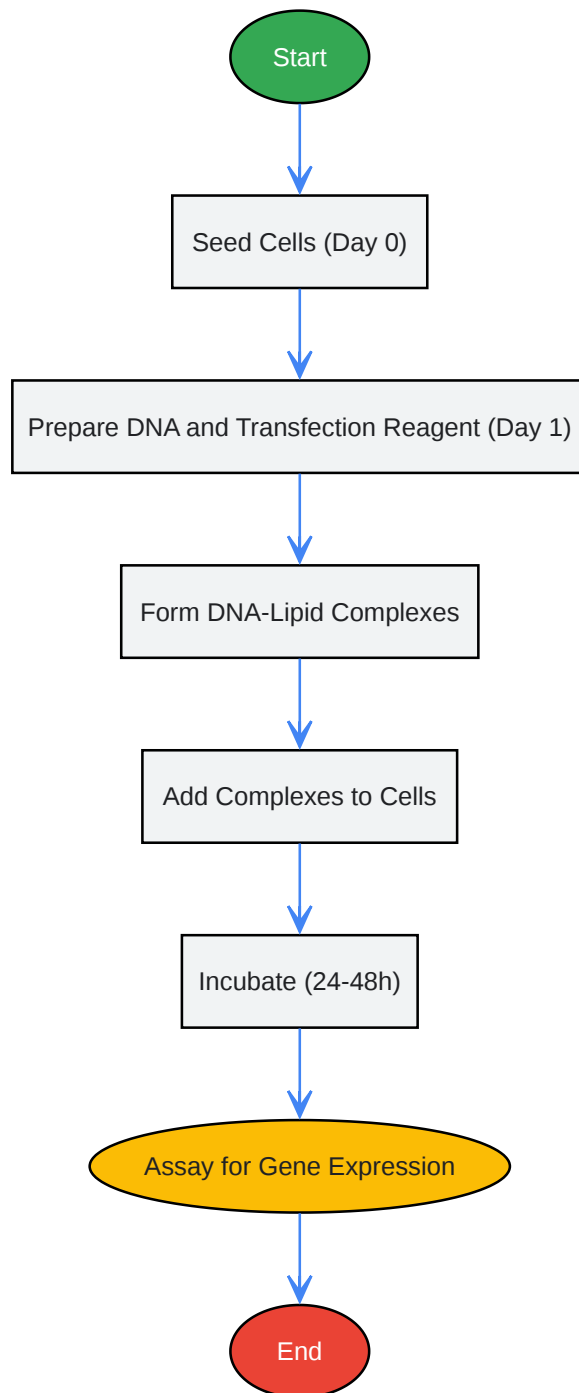 Start
Seed Cells (Day 0)
Prepare DNA and Transfection Reagent (Day 1)
Form DNA-Lipid Complexes
Add Complexes to Cells
Incubate (24-48h)
Assay for Gene Expression
End